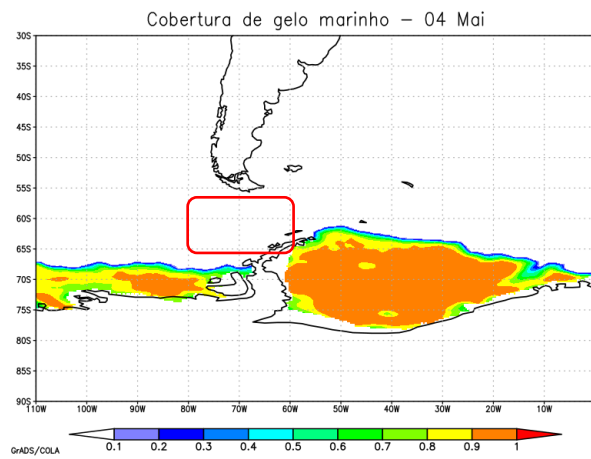 Cobertura de gelo marinho – 04 Mai
30S
35S
40S
45S
50S
55S
60S
65S
70S
75S
80S
85S
90S
110W 100W 90W 80W 70W 60W 50W 40W 30W 20W 10W
0.1 0.2 0.3 0.4 0.5 0.6 0.7 0.8 0.9 1
GrADS/COLA